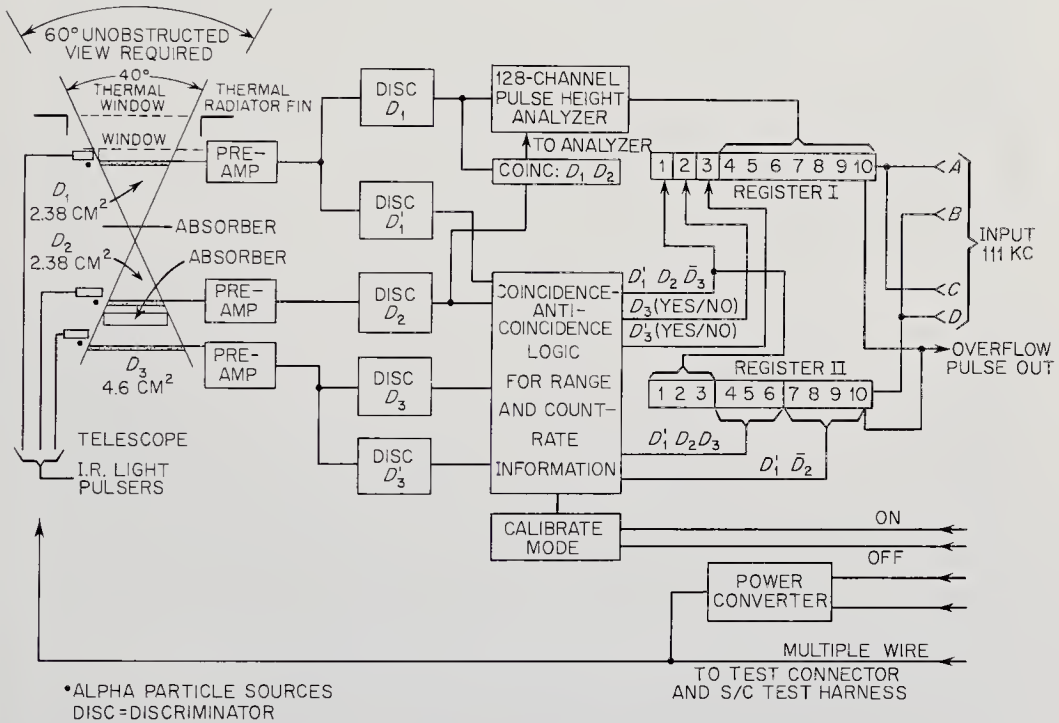 60° UNOBSTRUCTED
VIEW REQUIRED
40°
THERMAL
WINDOW
THERMAL
RADIATOR FIN
WINDOW
D1
2.38 CM²
ABSORBER
D2
2.38 CM²
ABSORBER
D3
4.6 CM²
TELESCOPE
I.R. LIGHT
PULSERS
PRE-
AMP
PRE-
AMP
PRE-
AMP
DISC
D1
DISC
D1'
DISC
D2
DISC
D3
DISC
D3'
128-CHANNEL
PULSE HEIGHT
ANALYZER
TO ANALYZER
COINC: D1 D2
COINCIDENCE-
ANTI-
COINCIDENCE
LOGIC
FOR RANGE
AND COUNT-
RATE
INFORMATION
CALIBRATE
MODE
1 2 3 4 5 6 7 8 9 10
REGISTER I
D1' D2 D̄3
D3 (YES/NO)
D3' (YES/NO)
REGISTER II
1 2 3 4 5 6 7 8 9 10
D1' D2 D3
D1' D̄2
A
B
C
D
INPUT
111 KC
OVERFLOW
PULSE OUT
ON
OFF
POWER
CONVERTER
MULTIPLE WIRE
TO TEST CONNECTOR
AND S/C TEST HARNESS
•ALPHA PARTICLE SOURCES
DISC=DISCRIMINATOR